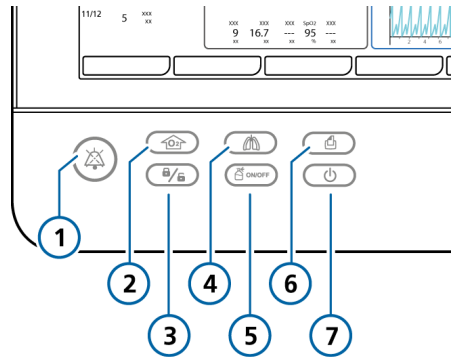 11/12 5 xxx
xx
xxx xxx xxx SpO2 xxx
9 16.7 --- 95 ---
xx xx xx % xx
2 4 6
O2
ON/OFF
1
2
3
4
5
6
7